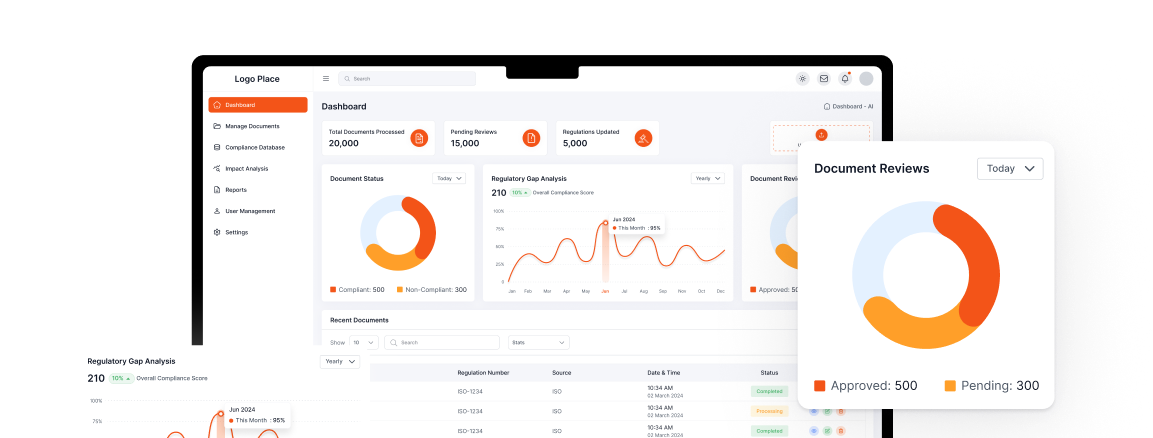 Logo Place
Search
Dashboard
Manage Documents
Compliance Database
Impact Analysis
Reports
User Management
Settings
Dashboard
Dashboard - AI
Total Documents Processed
20,000
Pending Reviews
15,000
Regulations Updated
5,000
Document Status
Today
Compliant: 500
Non-Compliant: 300
Regulatory Gap Analysis
Yearly
210 10% Overall Compliance Score
100%
75%
50%
25%
0
Jun 2024
This Month : 95%
Jan Feb Mar Apr May Jun Jul Aug Sep Nov Oct Dec
Document Revi
Approved: 50
Recent Documents
Show 10 Search Stats
Regulation Number Source Date & Time Status
ISO-1234 ISO 10:34 AM Completed
02 March 2024
ISO-1234 ISO 10:34 AM Processing
02 March 2024
ISO-1234 ISO 10:34 AM Completed
02 March 2024
Regulatory Gap Analysis
Yearly
210 10% Overall Compliance Score
100%
75%
Jun 2024
This Month : 95%
Document Reviews
Today
Approved: 500 Pending: 300